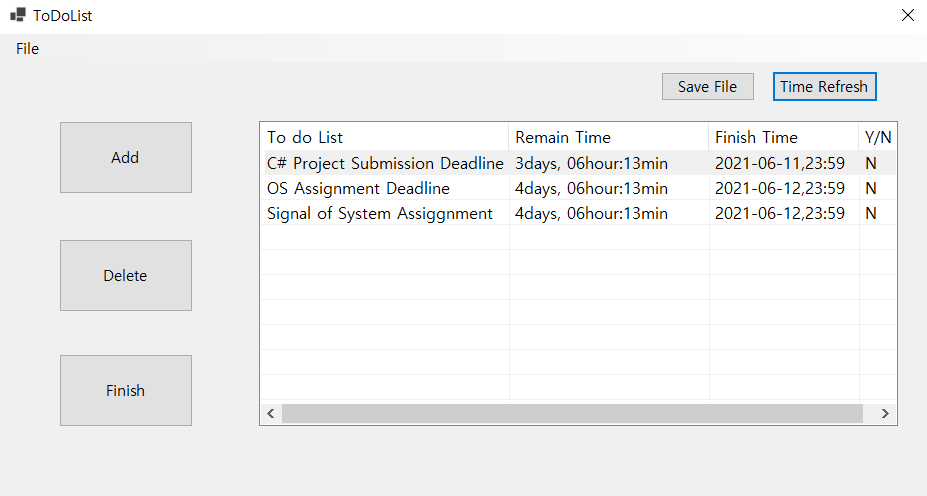 ToDoList
File
Save File Time Refresh
Add
Delete
Finish
To do List Remain Time Finish Time Y/N
C# Project Submission Deadline 3days, 06hour:13min 2021-06-11,23:59 N
OS Assignment Deadline 4days, 06hour:13min 2021-06-12,23:59 N
Signal of System Assiggnment 4days, 06hour:13min 2021-06-12,23:59 N